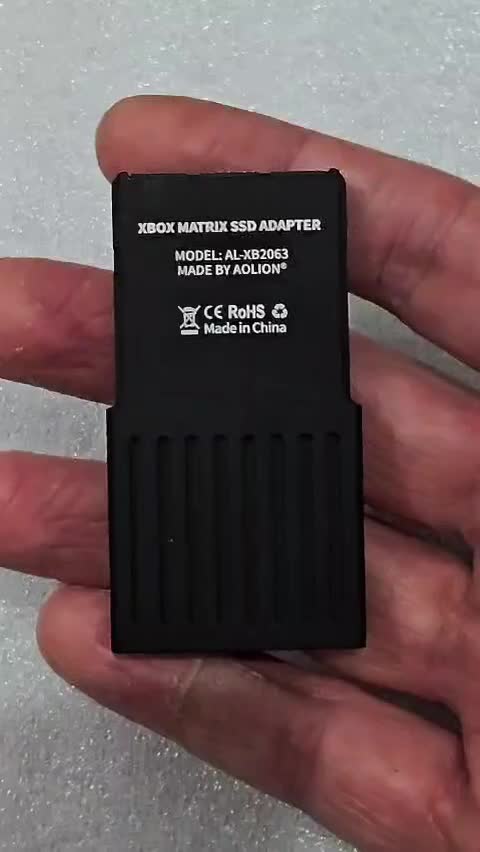 XBOX MATRIX SSD ADAPTER
MODEL: AL-XB2063
MADE BY AOLION®
CE RoHS
Made in China